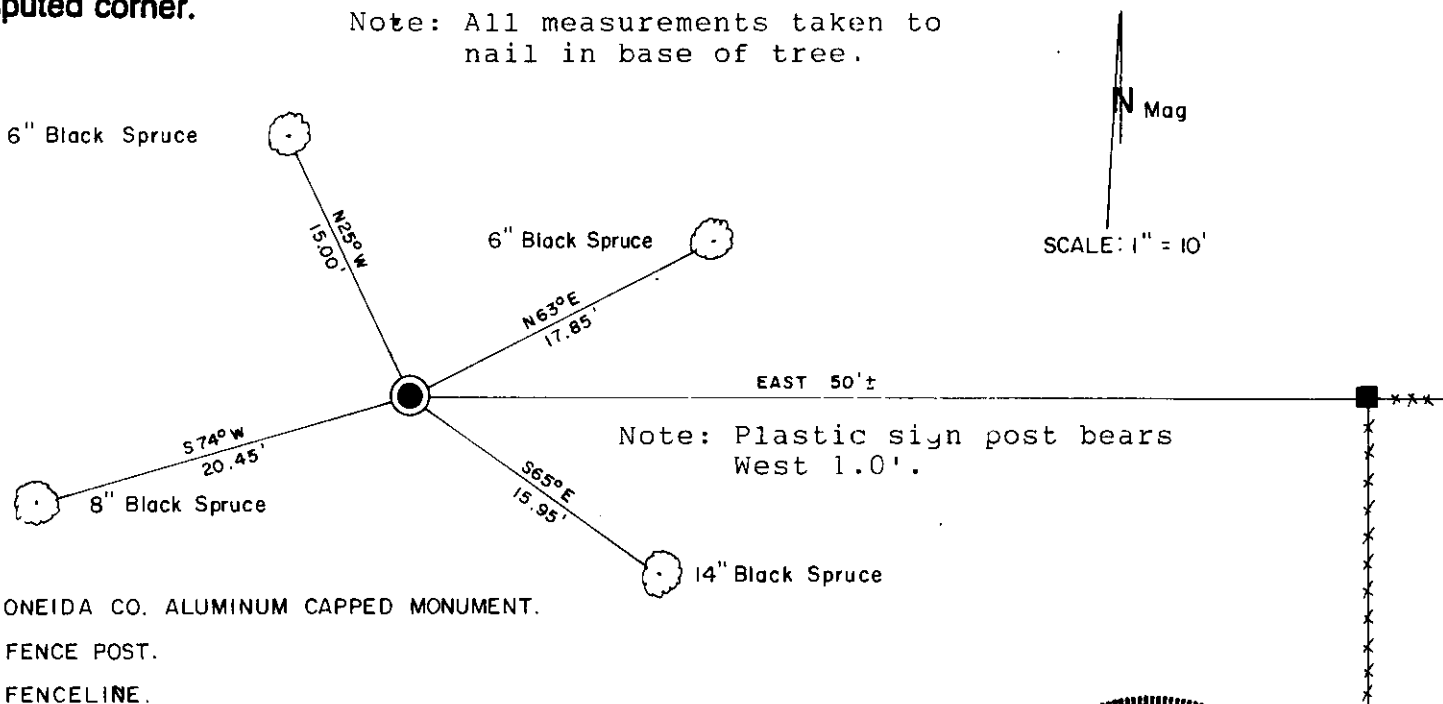 corner.
Note: All measurements taken to
nail in base of tree.
N Mag
6" Black Spruce
N25°W
15.00'
6" Black Spruce
SCALE: 1" = 10'
N63°E
17.85'
EAST 50'±
Note: Plastic sign post bears
West 1.0'.
S74°W
20.45'
8" Black Spruce
S65°E
15.95'
14" Black Spruce
ONEIDA CO. ALUMINUM CAPPED MONUMENT.
FENCE POST.
FENCELINE.